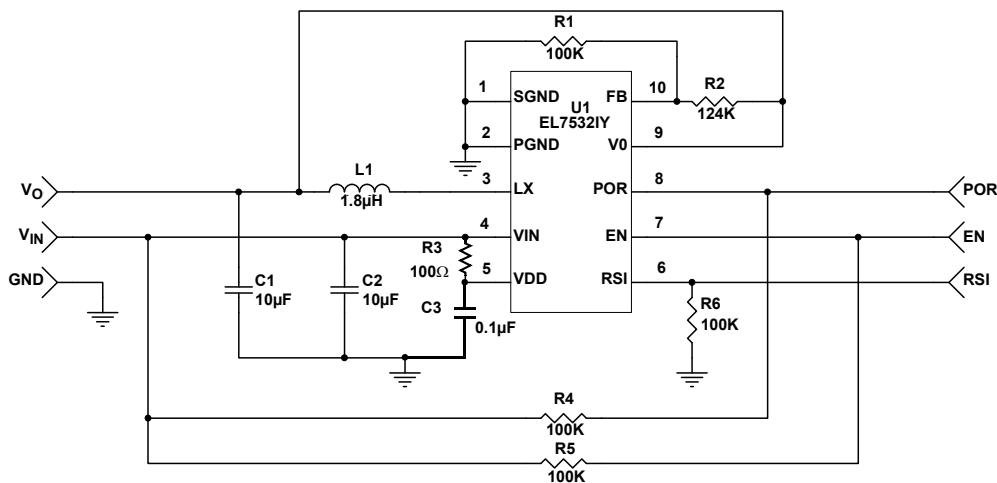 R1
100K
1
SGND
U1
EL7532IY
FB
10
R2
124K
2
PGND
V0
9
L1
1.8µH
VO
3
LX
POR
8
POR
VIN
4
VIN
EN
7
EN
R3
100Ω
GND
5
VDD
RSI
6
RSI
C1
10µF
C2
10µF
C3
0.1µF
R6
100K
R4
100K
R5
100K